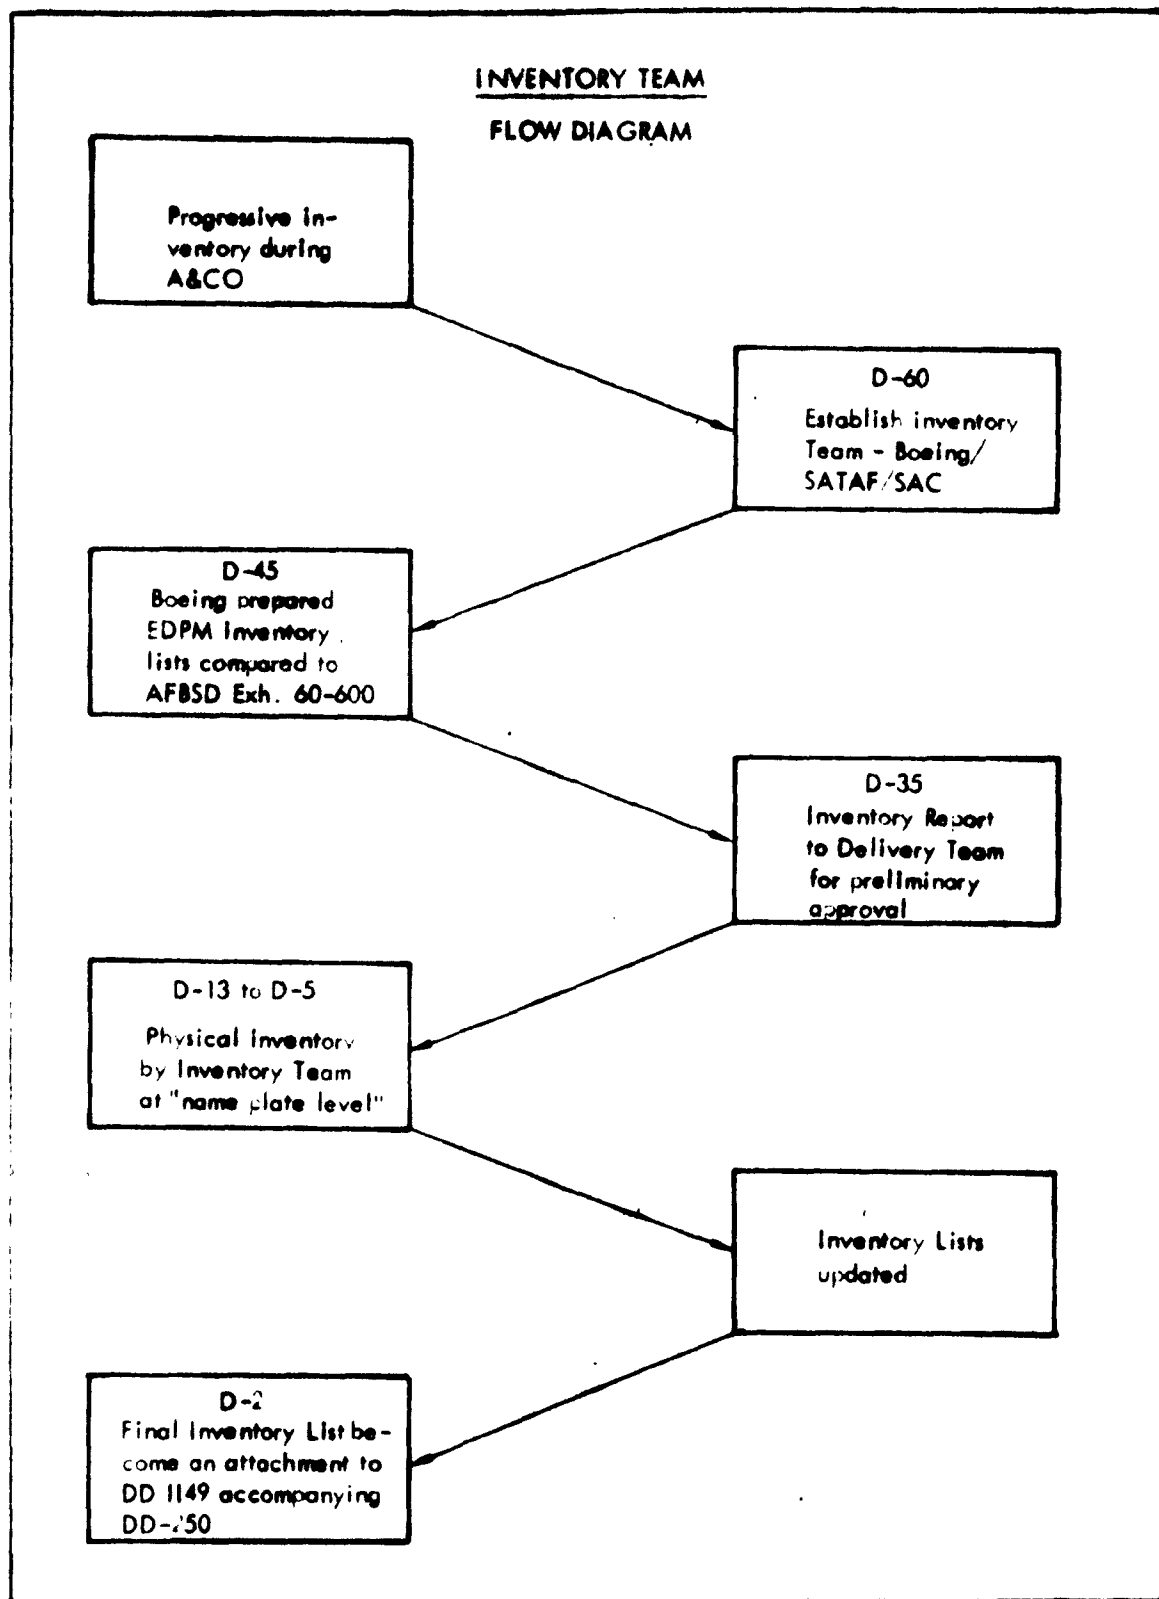 INVENTORY TEAM
FLOW DIAGRAM
Progressive in-
ventory during
A&CO
D-60
Establish inventory
Team - Boeing/
SATAF/SAC
D-45
Boeing prepared
EDPM Inventory
lists compared to
AFBSD Exh. 60-600
D-35
Inventory Report
to Delivery Team
for preliminary
approval
D-13 to D-5
Physical Inventory
by Inventory Team
at "name plate level"
Inventory Lists
updated
D-2
Final Inventory List be-
come an attachment to
DD 1149 accompanying
DD-250